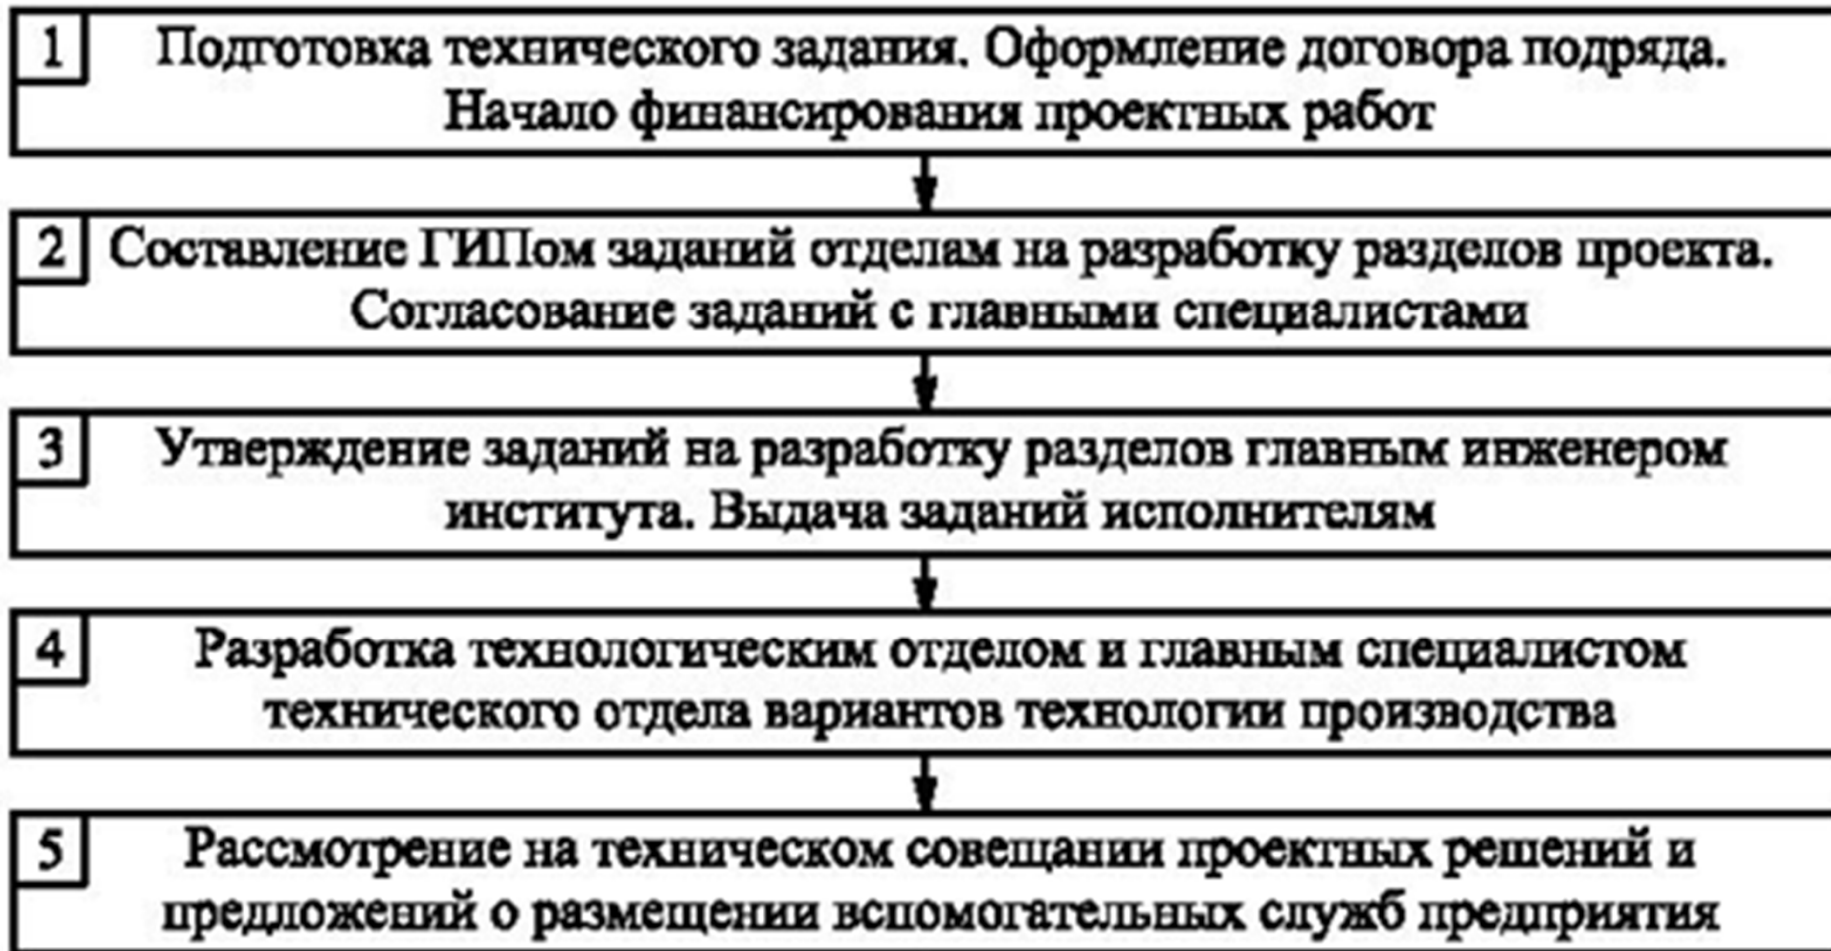 1 Подготовка технического задания. Оформление договора подряда.
Начало финансирования проектных работ
2 Составление ГИПом заданий отделам на разработку разделов проекта.
Согласование заданий с главными специалистами
3 Утверждение заданий на разработку разделов главным инженером
института. Выдача заданий исполнителям
4 Разработка технологическим отделом и главным специалистом
технического отдела вариантов технологии производства
5 Рассмотрение на техническом совещании проектных решений и
предложений о размещении вспомогательных служб предприятия